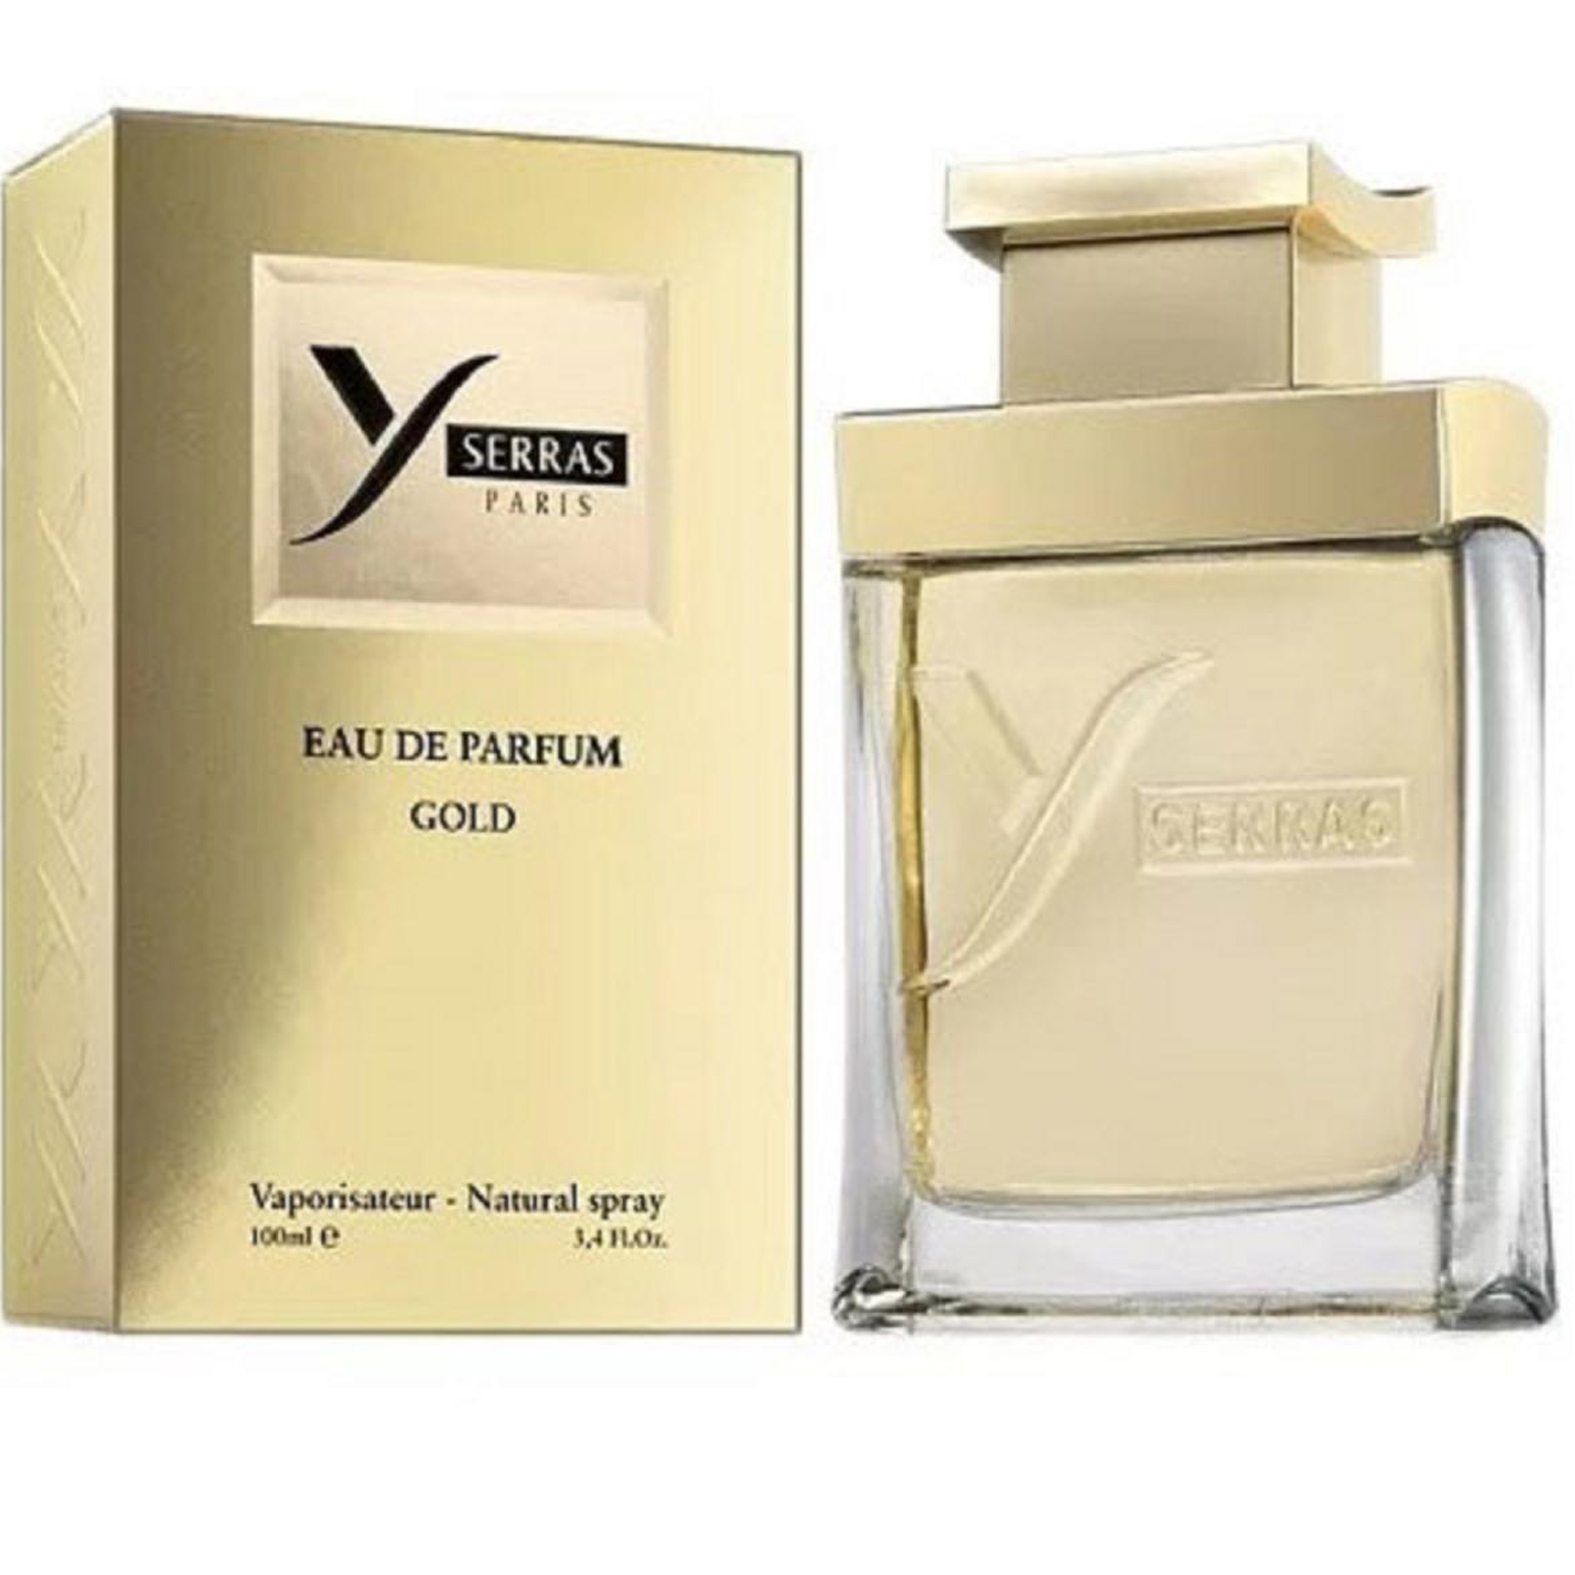 Y SERRAS
PARIS
EAU DE PARFUM
GOLD
Vaporisateur - Natural spray
100ml ℮ 3,4 Fl.Oz.
Y SERRAS